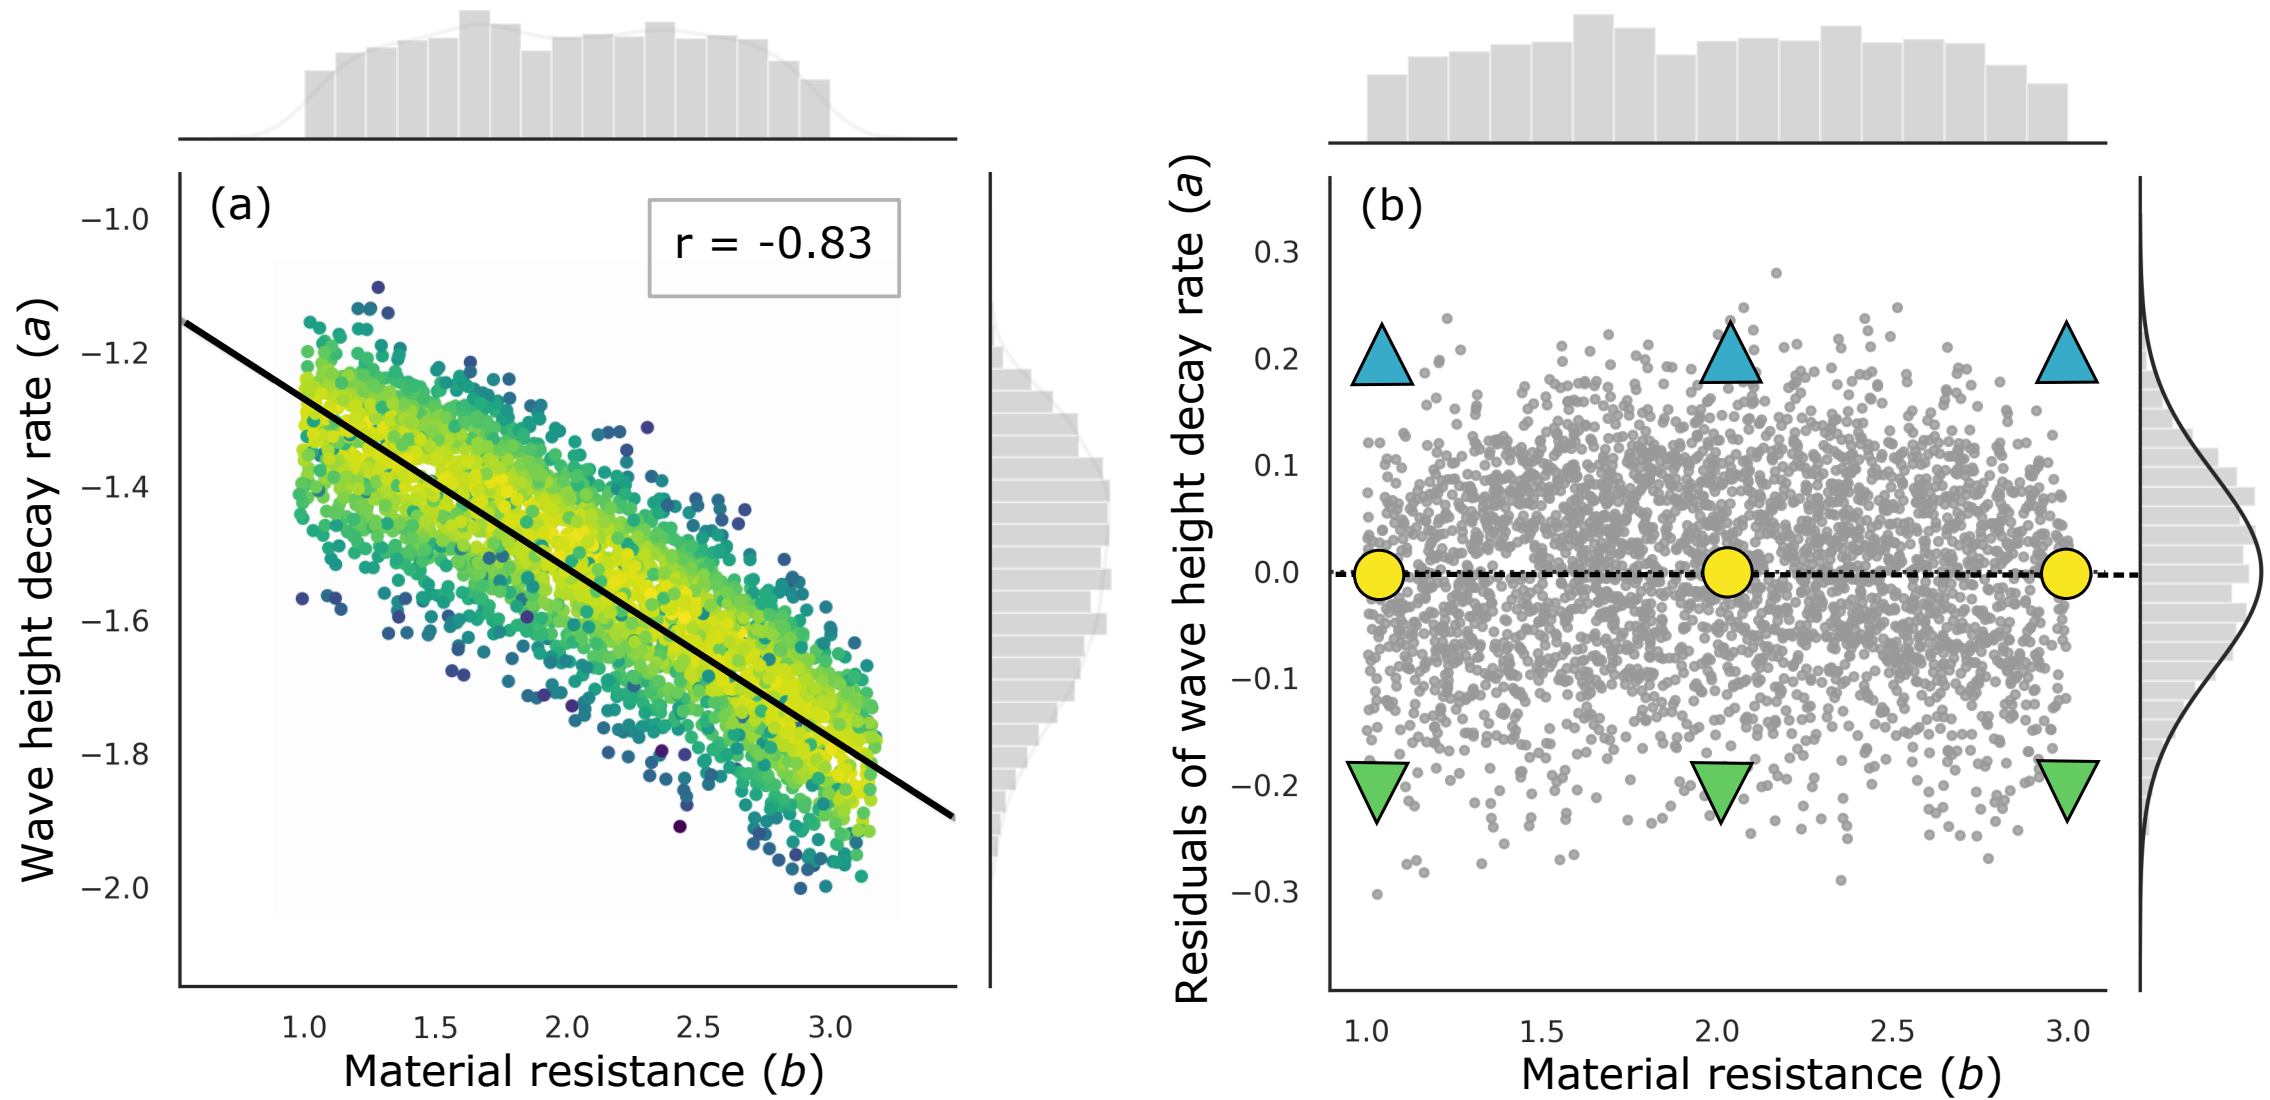 (a)
r = -0.83
−1.0
−1.2
−1.4
−1.6
−1.8
−2.0
Wave height decay rate (a)
1.0 1.5 2.0 2.5 3.0
Material resistance (b)
(b)
0.3
0.2
0.1
0.0
−0.1
−0.2
−0.3
Residuals of wave height decay rate (a)
1.0 1.5 2.0 2.5 3.0
Material resistance (b)